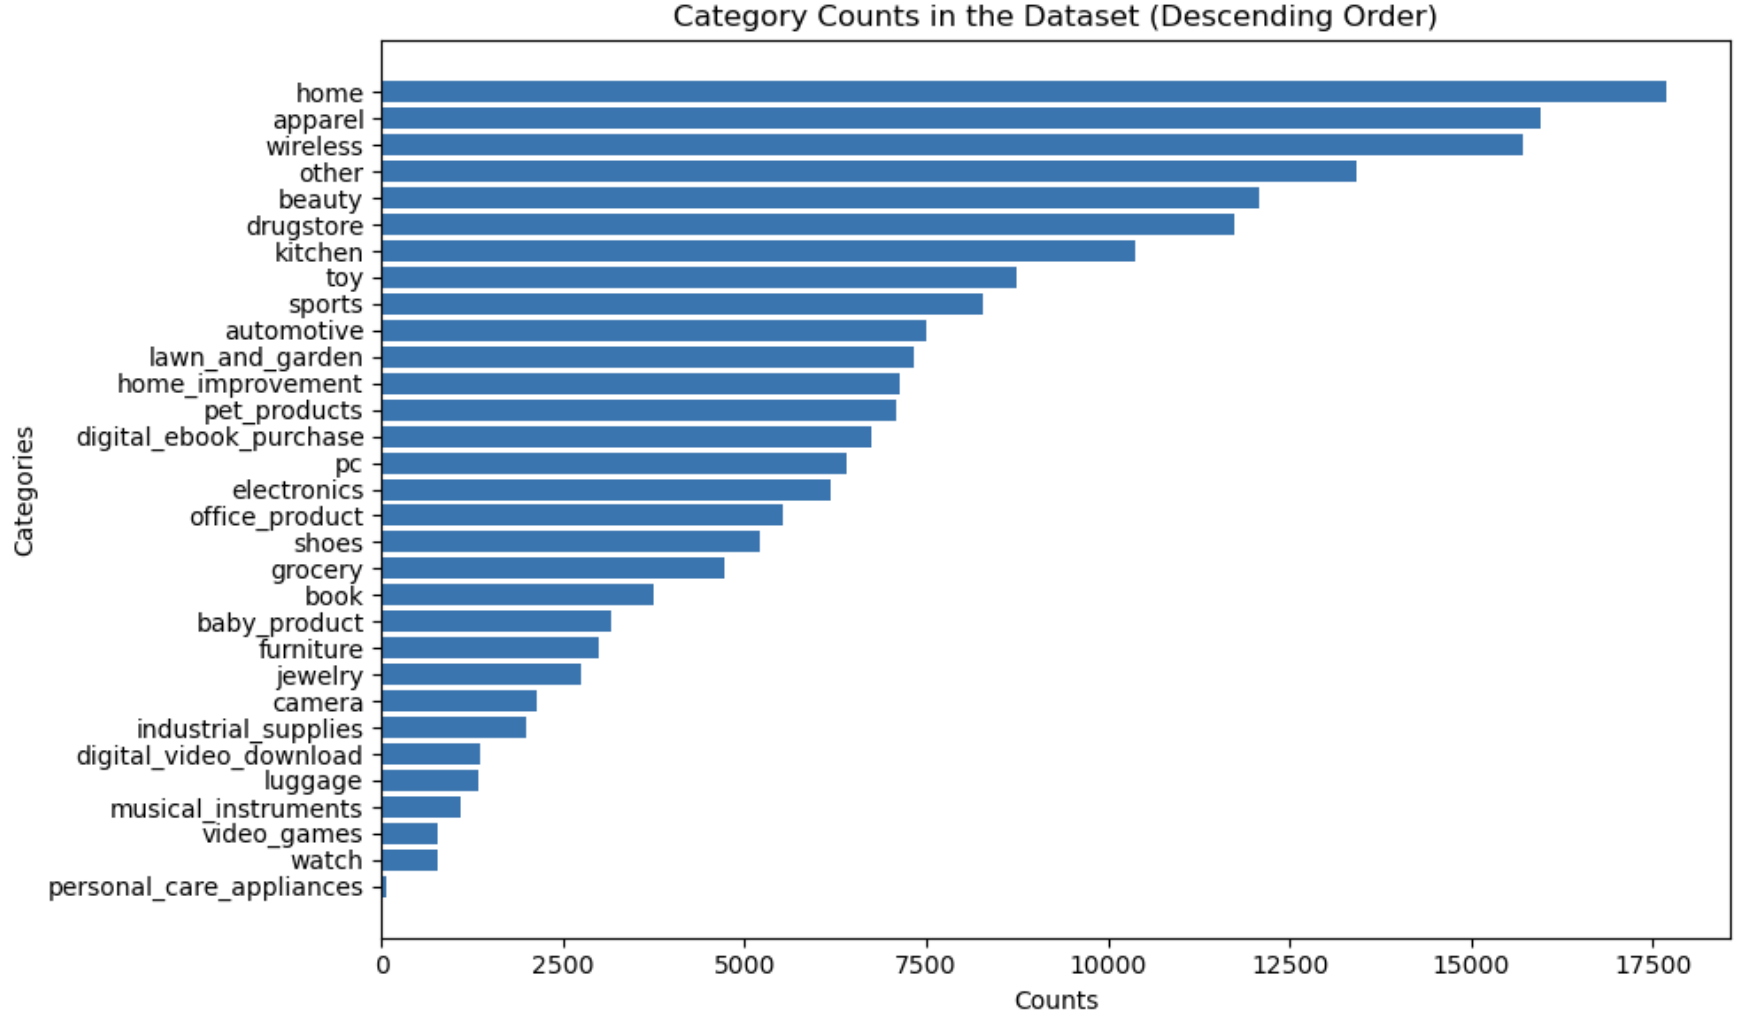 Category Counts in the Dataset (Descending Order)
home
apparel
wireless
other
beauty
drugstore
kitchen
toy
sports
automotive
lawn_and_garden
home_improvement
pet_products
digital_ebook_purchase
pc
electronics
office_product
shoes
grocery
book
baby_product
furniture
jewelry
camera
industrial_supplies
digital_video_download
luggage
musical_instruments
video_games
watch
personal_care_appliances
Categories
0 2500 5000 7500 10000 12500 15000 17500
Counts